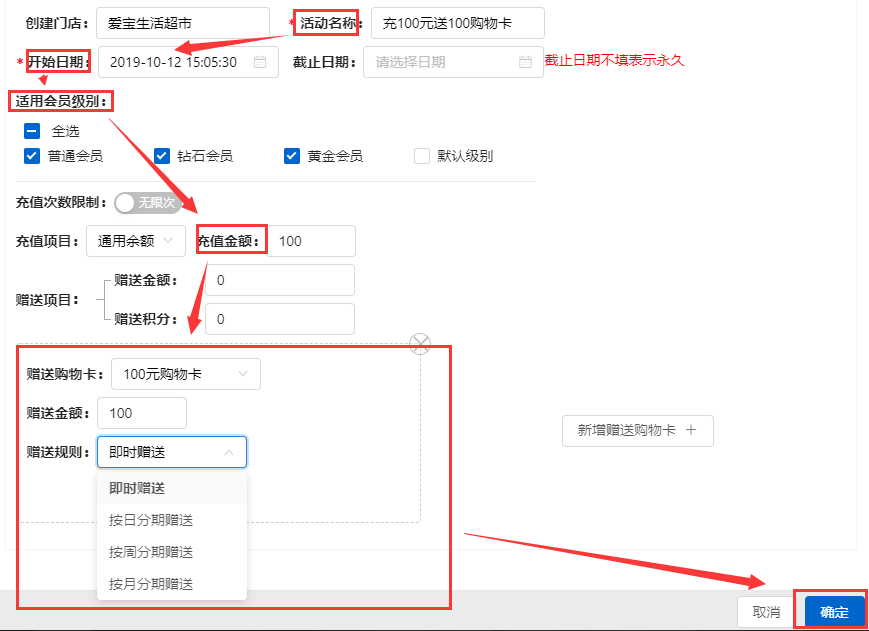 创建门店： 爱宝生活超市 * 活动名称： 充100元送100购物卡
* 开始日期： 2019-10-12 15:05:30 截止日期： 请选择日期 截止日期不填表示永久
适用会员级别：
全选
普通会员 钻石会员 黄金会员 默认级别
充值次数限制： 无限次
充值项目： 通用余额 充值金额： 100
赠送金额： 0
赠送项目：
赠送积分： 0
赠送购物卡： 100元购物卡
赠送金额： 100
新增赠送购物卡 +
赠送规则： 即时赠送
即时赠送
按日分期赠送
按周分期赠送
按月分期赠送
取消 确定